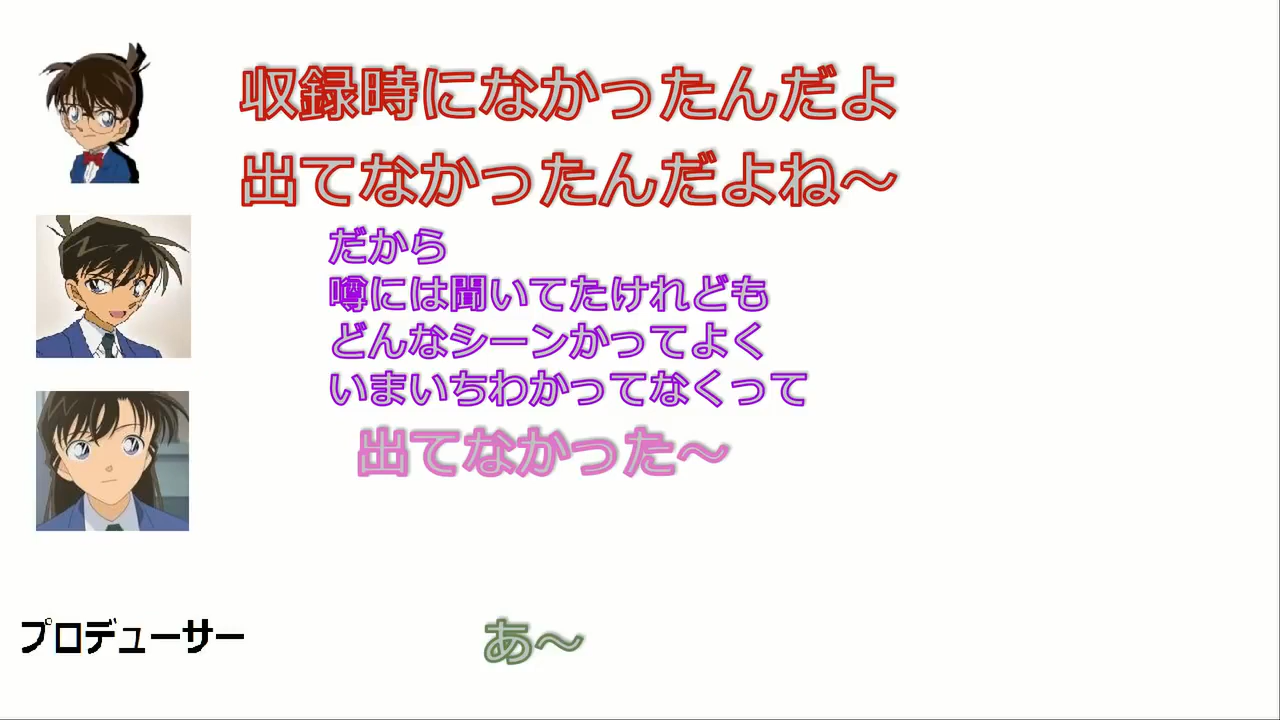 収録時になかったんだよ
出てなかったんだよね～
だから
噂には聞いてたけれども
どんなシーンかってよく
いまいちわかってなくって
出てなかった～
プロデューサー
あ～